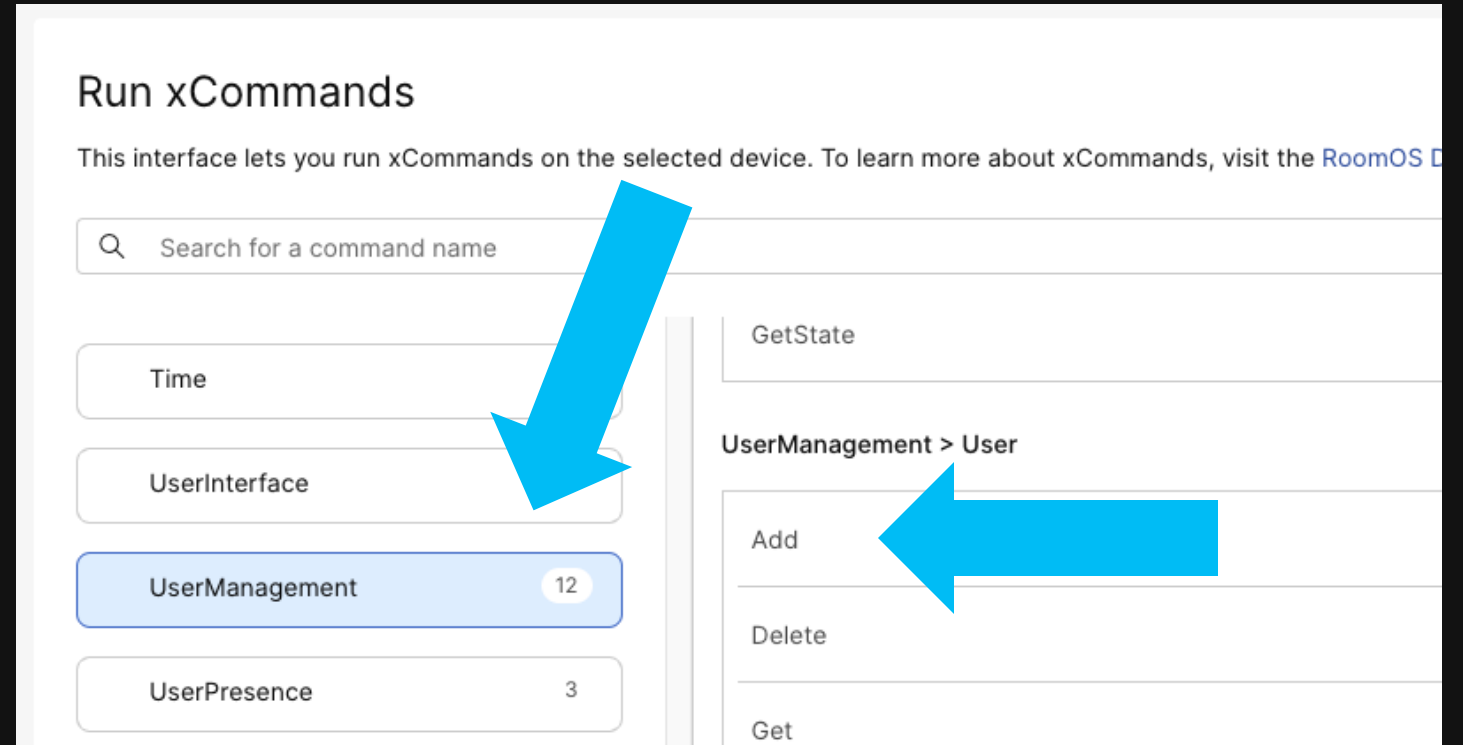 Run xCommands
This interface lets you run xCommands on the selected device. To learn more about xCommands, visit the RoomOS
Search for a command name
Time
UserInterface
UserManagement 12
UserPresence 3
GetState
UserManagement > User
Add
Delete
Get